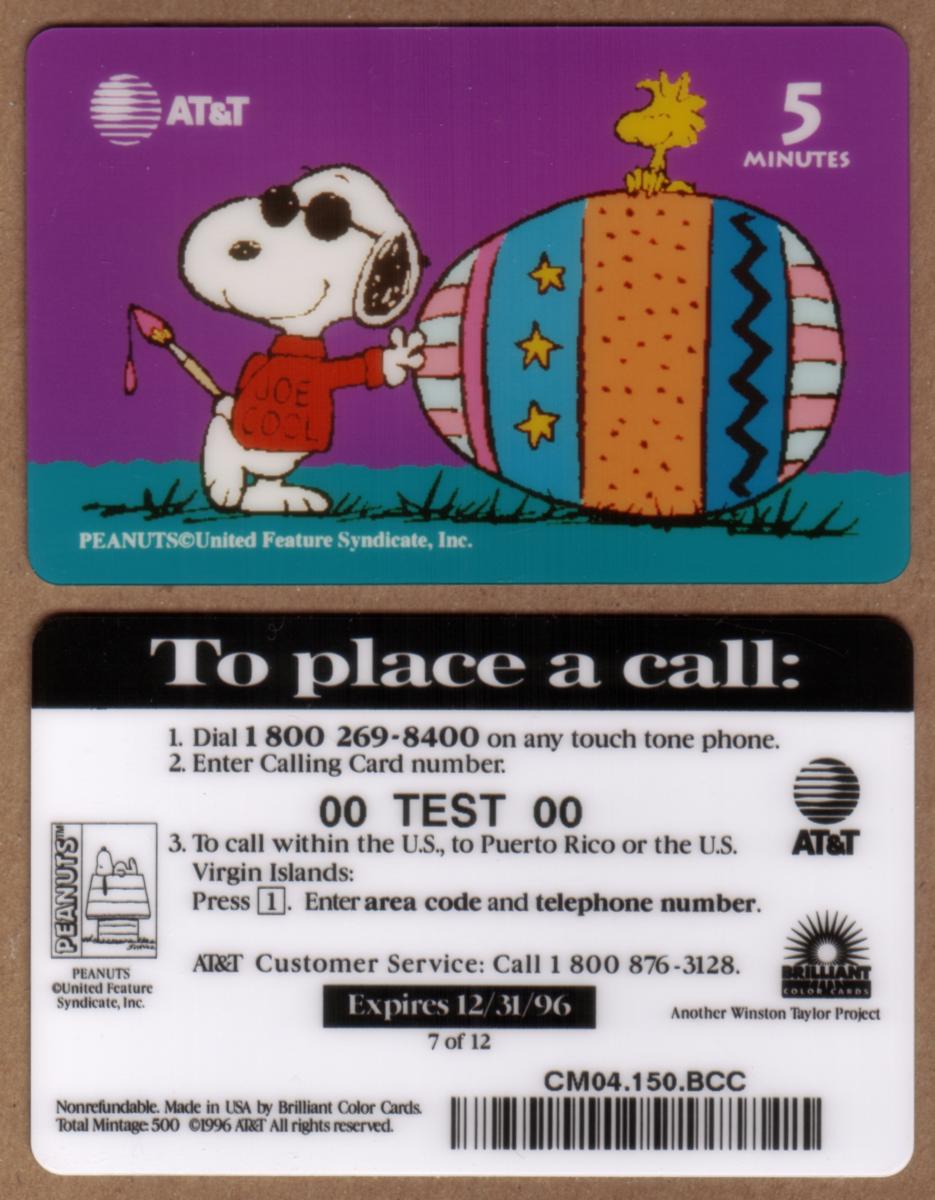 AT&T
5
MINUTES
JOE
COOL
PEANUTS©United Feature Syndicate, Inc.
To place a call:
1. Dial 1 800 269-8400 on any touch tone phone.
2. Enter Calling Card number.
00 TEST 00
3. To call within the U.S., to Puerto Rico or the U.S.
Virgin Islands:
Press 1. Enter area code and telephone number.
AT&T
PEANUTS™
PEANUTS
©United Feature
Syndicate, Inc.
AT&T Customer Service: Call 1 800 876-3128.
BRILLIANT
COLOR CARDS
Another Winston Taylor Project
Expires 12/31/96
7 of 12
CM04.150.BCC
Nonrefundable. Made in USA by Brilliant Color Cards.
Total Mintage 500 ©1996 AT&T All rights reserved.